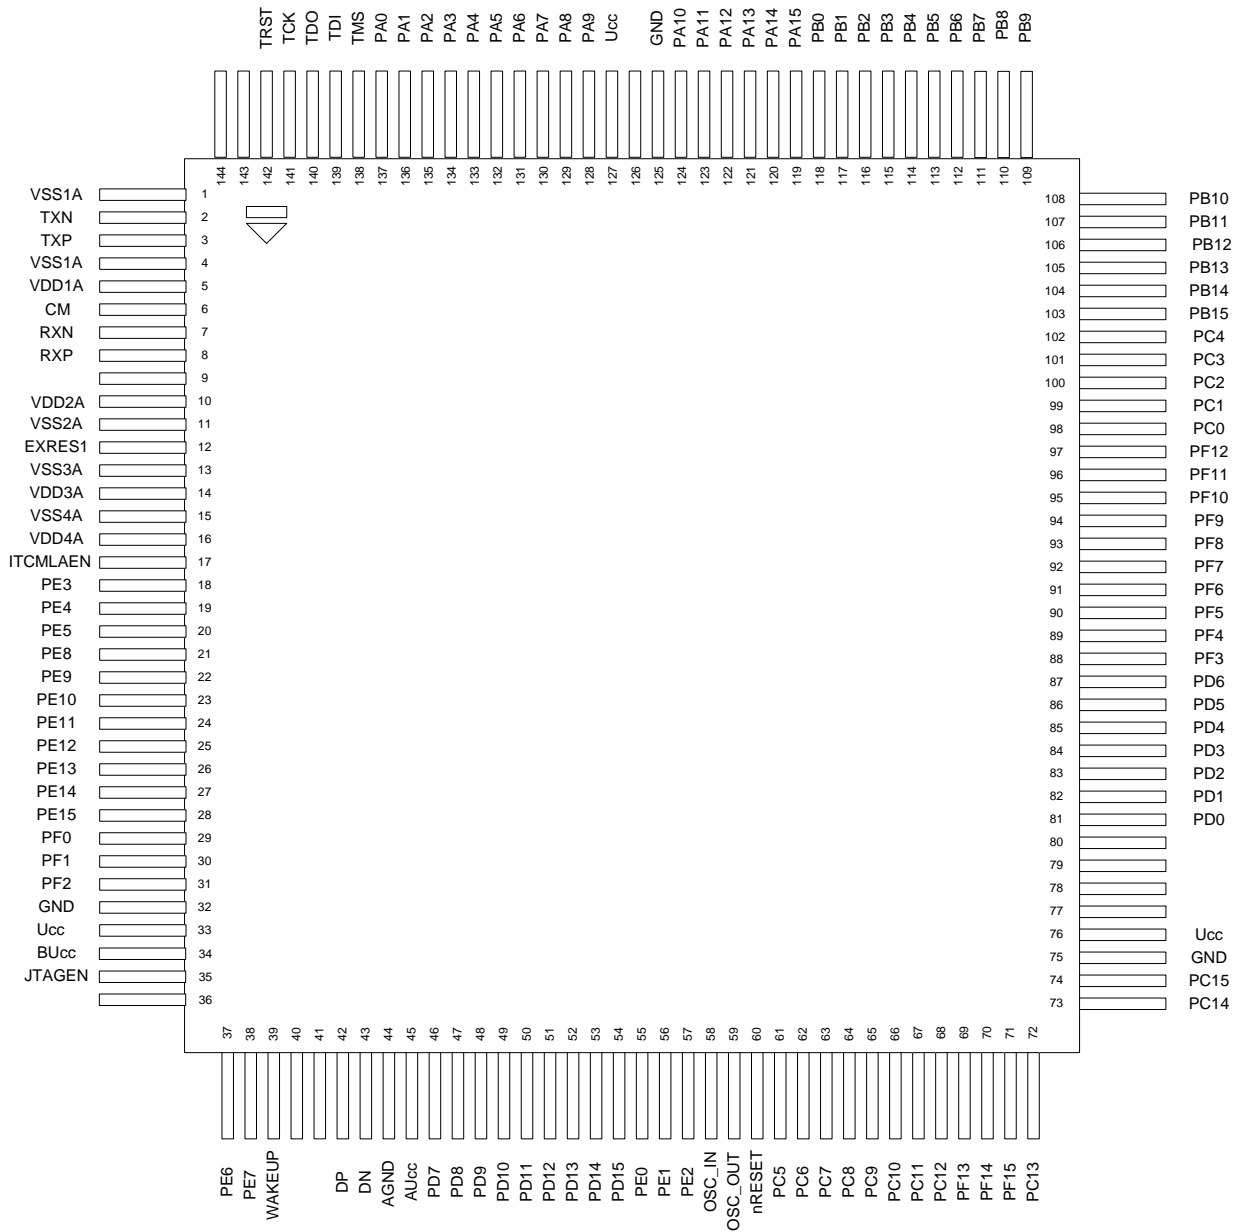 TRST TCK TDO TDI TMS PA0 PA1 PA2 PA3 PA4 PA5 PA6 PA7 PA8 PA9 Ucc GND PA10 PA11 PA12 PA13 PA14 PA15 PB0 PB1 PB2 PB3 PB4 PB5 PB6 PB7 PB8 PB9
144 143 142 141 140 139 138 137 136 135 134 133 132 131 130 129 128 127 126 125 124 123 122 121 120 119 118 117 116 115 114 113 112 111 110 109
VSS1A 1
TXN 2
TXP 3
VSS1A 4
VDD1A 5
CM 6
RXN 7
RXP 8
9
VDD2A 10
VSS2A 11
EXRES1 12
VSS3A 13
VDD3A 14
VSS4A 15
VDD4A 16
ITCMLAEN 17
PE3 18
PE4 19
PE5 20
PE8 21
PE9 22
PE10 23
PE11 24
PE12 25
PE13 26
PE14 27
PE15 28
PF0 29
PF1 30
PF2 31
GND 32
Ucc 33
BUcc 34
JTAGEN 35
36
108 PB10
107 PB11
106 PB12
105 PB13
104 PB14
103 PB15
102 PC4
101 PC3
100 PC2
99 PC1
98 PC0
97 PF12
96 PF11
95 PF10
94 PF9
93 PF8
92 PF7
91 PF6
90 PF5
89 PF4
88 PF3
87 PD6
86 PD5
85 PD4
84 PD3
83 PD2
82 PD1
81 PD0
80
79
78
77
76 Ucc
75 GND
74 PC15
73 PC14
37 38 39 40 41 42 43 44 45 46 47 48 49 50 51 52 53 54 55 56 57 58 59 60 61 62 63 64 65 66 67 68 69 70 71 72
PE6 PE7 WAKEUP DP DN AGND AUcc PD7 PD8 PD9 PD10 PD11 PD12 PD13 PD14 PD15 PE0 PE1 PE2 OSC_IN OSC_OUT nRESET PC5 PC6 PC7 PC8 PC9 PC10 PC11 PC12 PF13 PF14 PF15 PC13